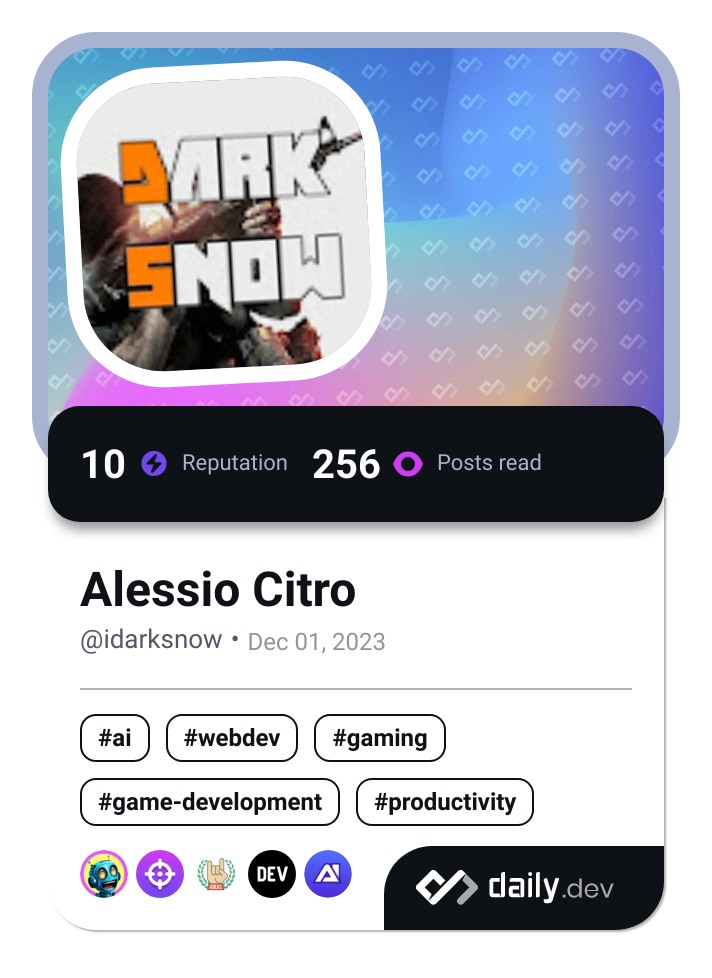 DARK
SNOW
10 Reputation 256 Posts read
Alessio Citro
@idarksnow • Dec 01, 2023
#ai #webdev #gaming
#game-development #productivity
DEV AI
daily.dev